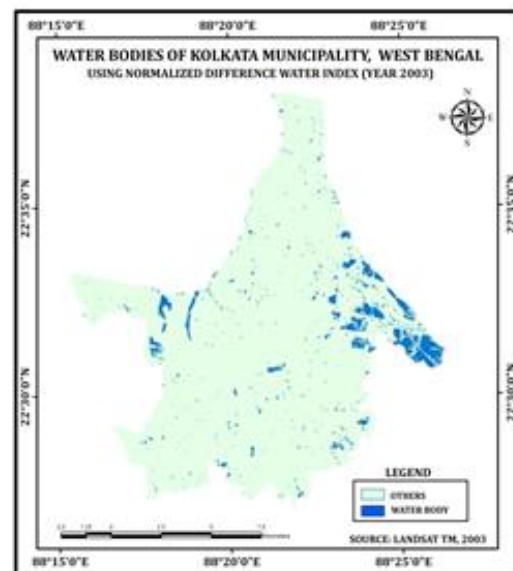 88°15'0"E 88°20'0"E 88°25'0"E
WATER BODIES OF KOLKATA MUNICIPALITY, WEST BENGAL
USING NORMALIZED DIFFERENCE WATER INDEX (YEAR 2003)
N
W E
S
22°35'0"N 22°35'0"N
22°30'0"N 22°30'0"N
LEGEND
OTHERS
WATER BODY
SOURCE: LANDSAT TM, 2003
88°15'0"E 88°20'0"E 88°25'0"E